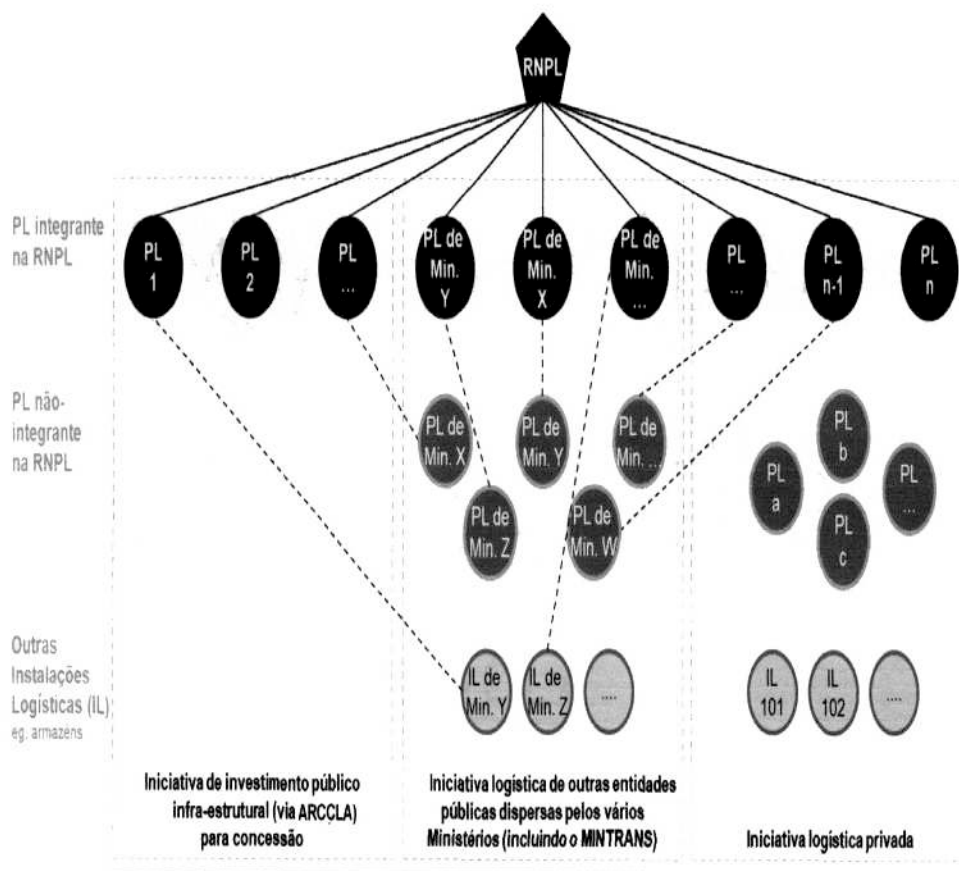 RNPL
PL integrante
na RNPL
PL
1
PL
2
PL
...
PL de
Min.
Y
PL de
Min.
X
PL de
Min.
...
PL
...
PL
n-1
PL
n
PL não-
integrante
na RNPL
PL de
Min. X
PL de
Min. Y
PL de
Min. ...
PL de
Min. Z
PL de
Min. W
PL
a
PL
b
PL
c
PL
...
Outras
Instalações
Logísticas (IL)
eg. armazéns
IL de
Min. Y
IL de
Min. Z
....
IL
101
IL
102
....
Iniciativa de investimento público
infra-estrutural (via ARCCLA)
para concessão
Iniciativa logística de outras entidades
públicas dispersas pelos vários
Ministérios (incluindo o MINTRANS)
Iniciativa logística privada